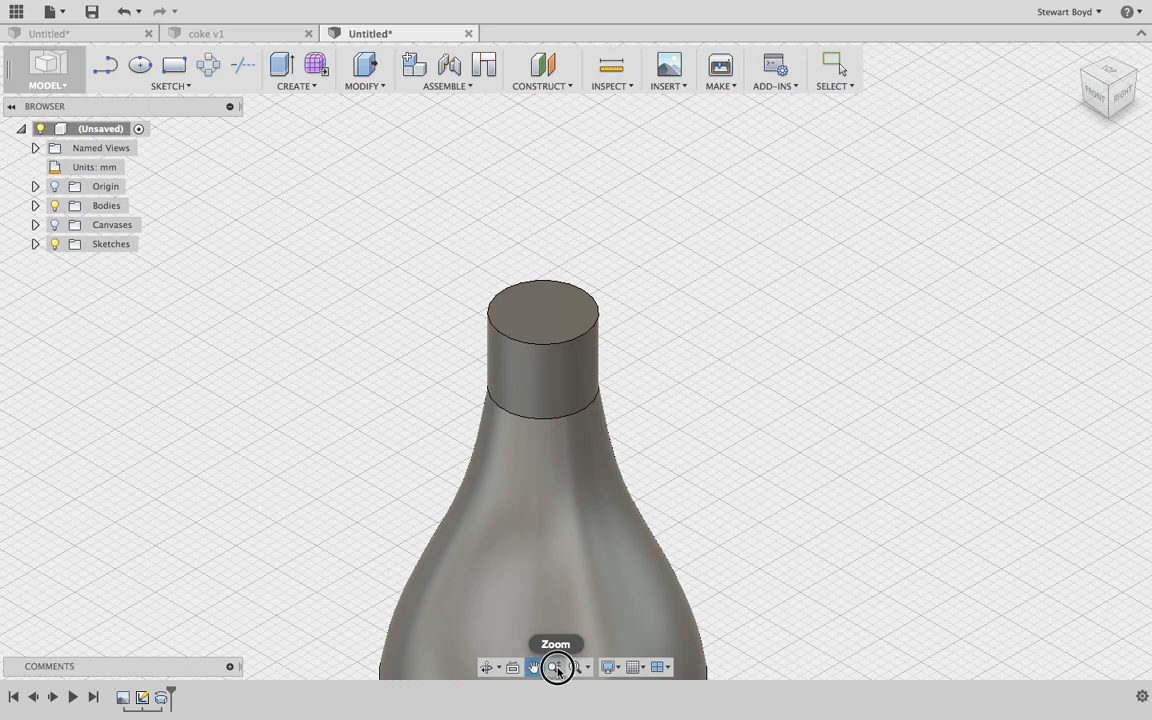 Stewart Boyd
Untitled*
coke v1
Untitled*
MODEL
SKETCH
CREATE
MODIFY
ASSEMBLE
CONSTRUCT
INSPECT
INSERT
MAKE
ADD-INS
SELECT
TOP
FRONT
RIGHT
BROWSER
(Unsaved)
Named Views
Units: mm
Origin
Bodies
Canvases
Sketches
Zoom
COMMENTS